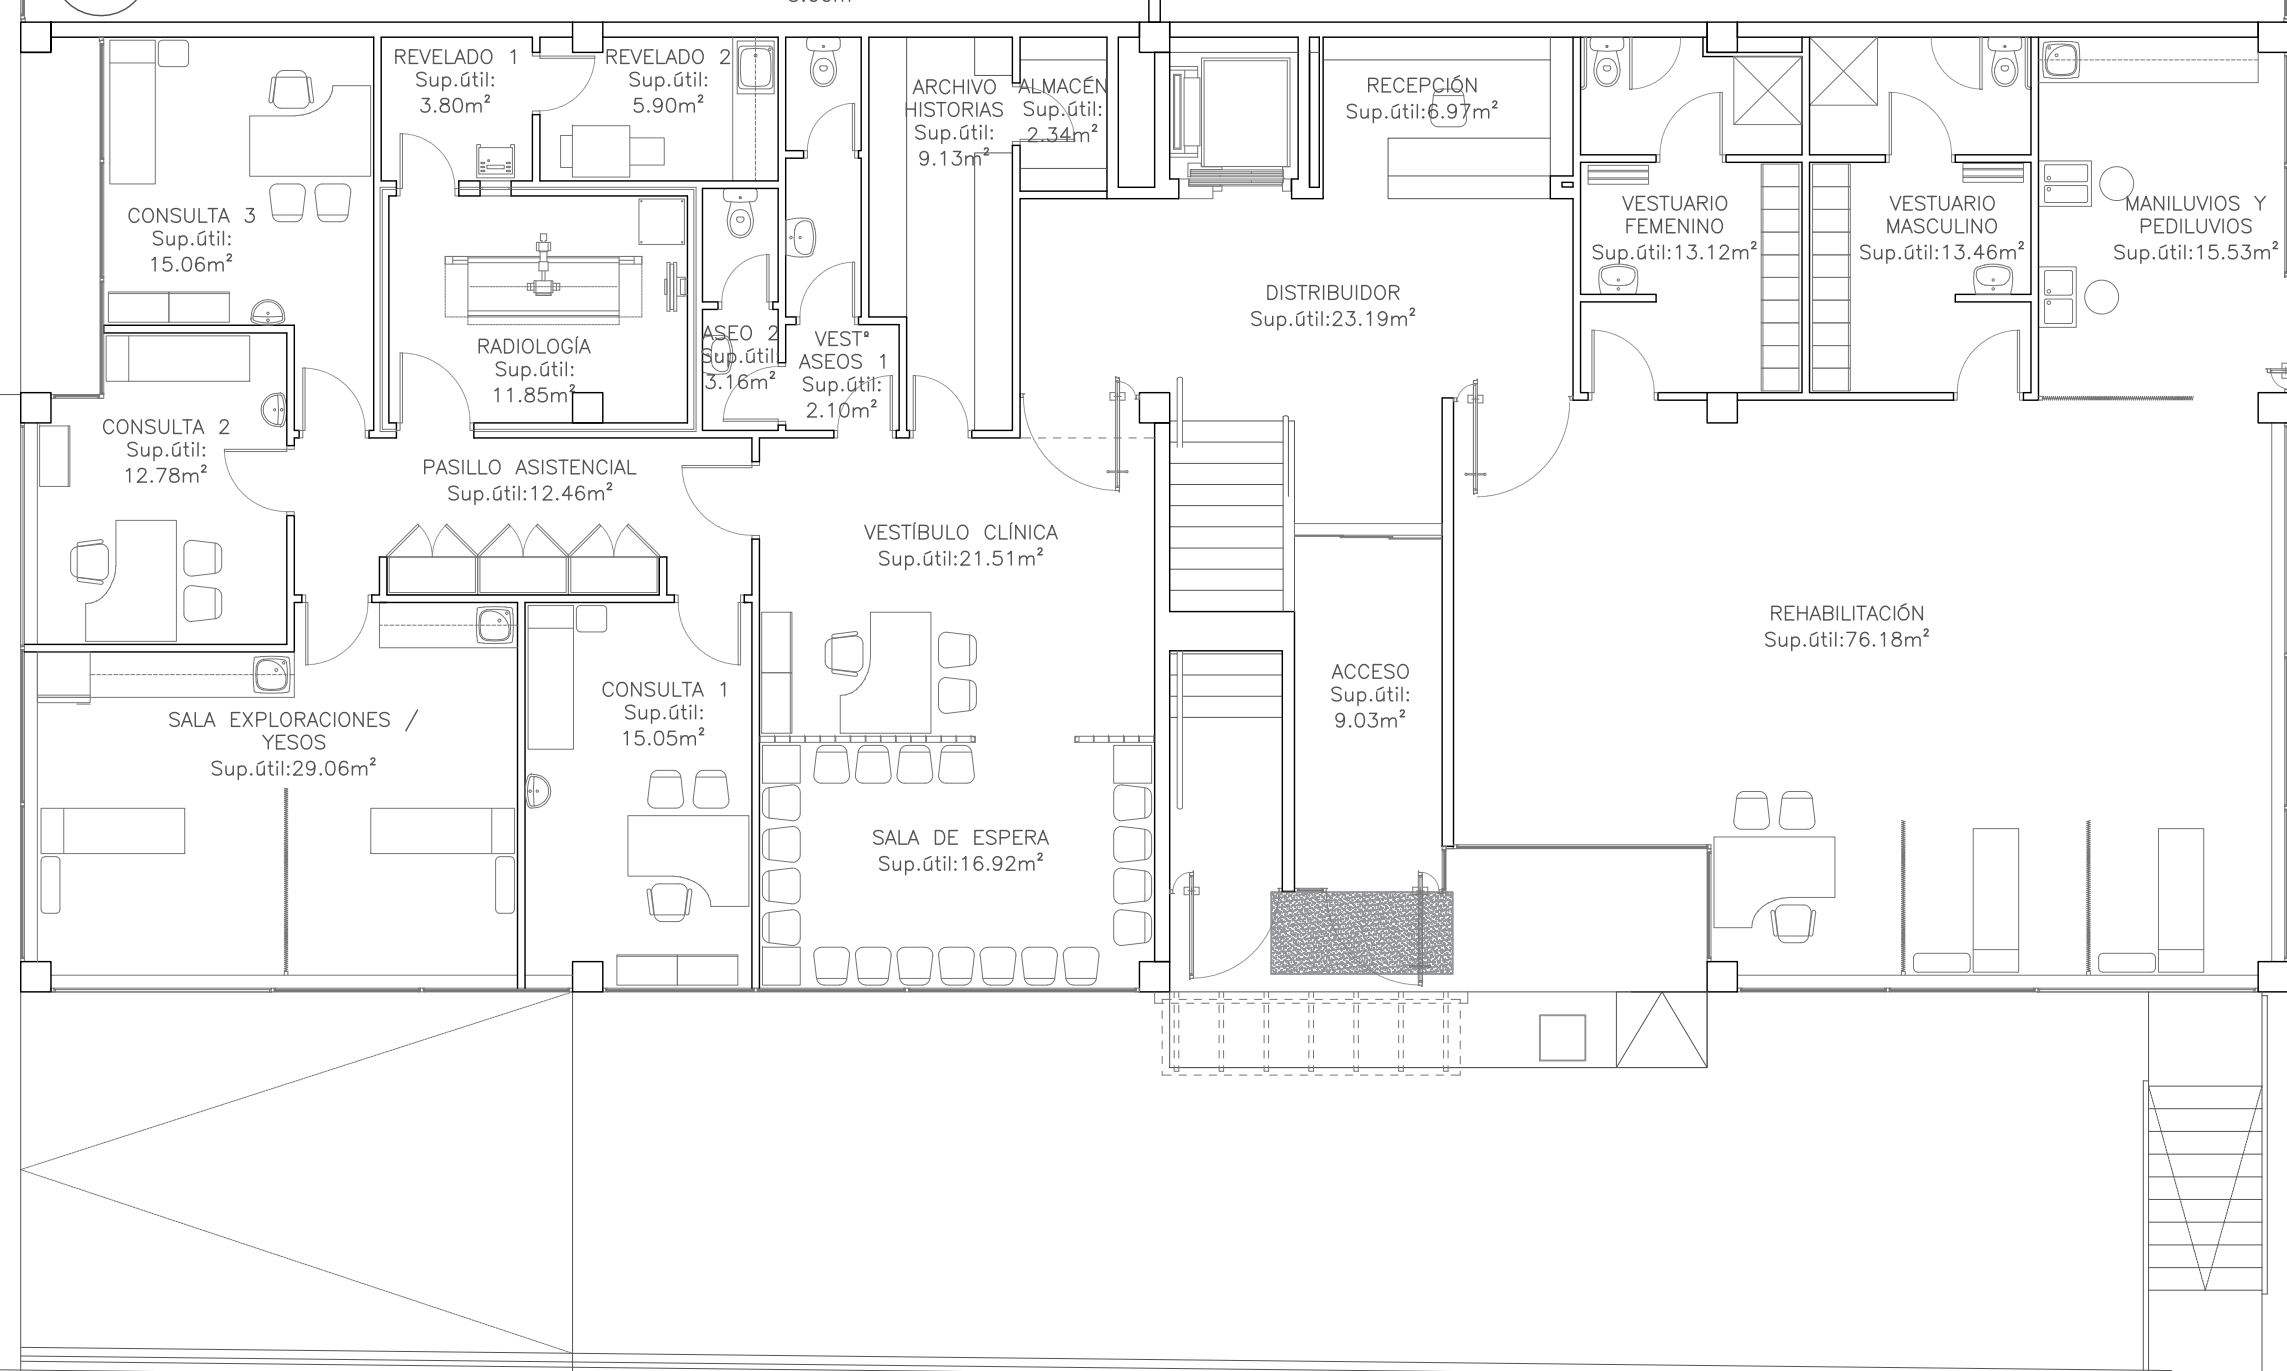 REVELADO 1
Sup.útil:
3.80m²
REVELADO 2
Sup.útil:
5.90m²
ARCHIVO
HISTORIAS
Sup.útil:
9.13m²
ALMACÉN
Sup.útil:
2.34m²
RECEPCIÓN
Sup.útil:6.97m²
CONSULTA 3
Sup.útil:
15.06m²
VESTUARIO
FEMENINO
Sup.útil:13.12m²
VESTUARIO
MASCULINO
Sup.útil:13.46m²
MANILUVIOS Y
PEDILUVIOS
Sup.útil:15.53m²
DISTRIBUIDOR
Sup.útil:23.19m²
RADIOLOGÍA
Sup.útil:
11.85m²
ASEO 2
Sup.útil:
3.16m²
VESTº
ASEOS 1
Sup.útil:
2.10m²
CONSULTA 2
Sup.útil:
12.78m²
PASILLO ASISTENCIAL
Sup.útil:12.46m²
VESTÍBULO CLÍNICA
Sup.útil:21.51m²
REHABILITACIÓN
Sup.útil:76.18m²
ACCESO
Sup.útil:
9.03m²
CONSULTA 1
Sup.útil:
15.05m²
SALA EXPLORACIONES /
YESOS
Sup.útil:29.06m²
SALA DE ESPERA
Sup.útil:16.92m²